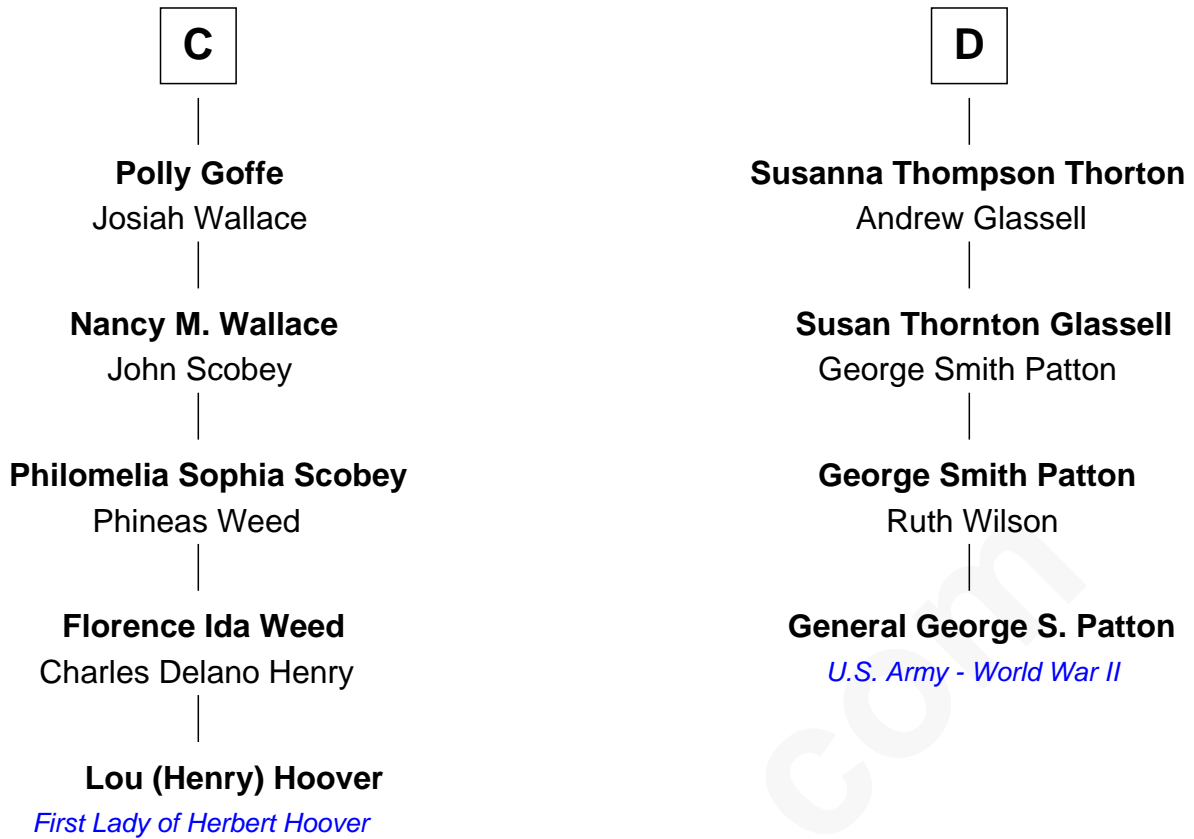 C
Polly Goffe
Josiah Wallace
Nancy M. Wallace
John Scobey
Philomelia Sophia Scobey
Phineas Weed
Florence Ida Weed
Charles Delano Henry
Lou (Henry) Hoover
First Lady of Herbert Hoover
D
Susanna Thompson Thorton
Andrew Glassell
Susan Thornton Glassell
George Smith Patton
George Smith Patton
Ruth Wilson
General George S. Patton
U.S. Army - World War II
com